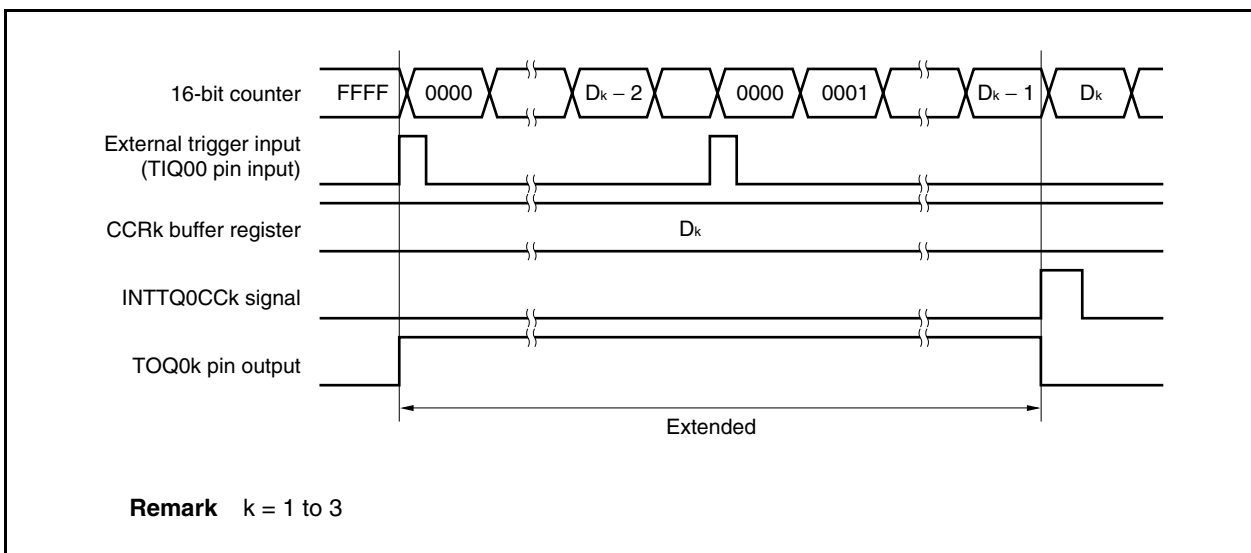 16-bit counter FFFF 0000 Dk − 2 0000 0001 Dk − 1 Dk
External trigger input
(TIQ00 pin input)
CCRk buffer register Dk
INTTQ0CCk signal
TOQ0k pin output
Extended
Remark k = 1 to 3